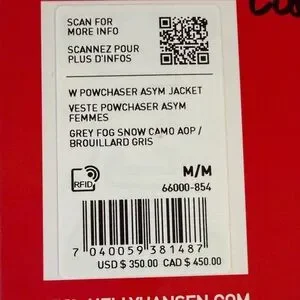 SCAN FOR
MORE INFO
SCANNEZ POUR
PLUS D'INFOS
W POWCHASER ASYM JACKET
VESTE POWCHASER ASYM
FEMMES
GREY FOG SNOW CAMO AOP /
BROUILLARD GRIS
RFID
M/M
66000-854
7 040059 381487
USD $ 350.00 CAD $ 450.00